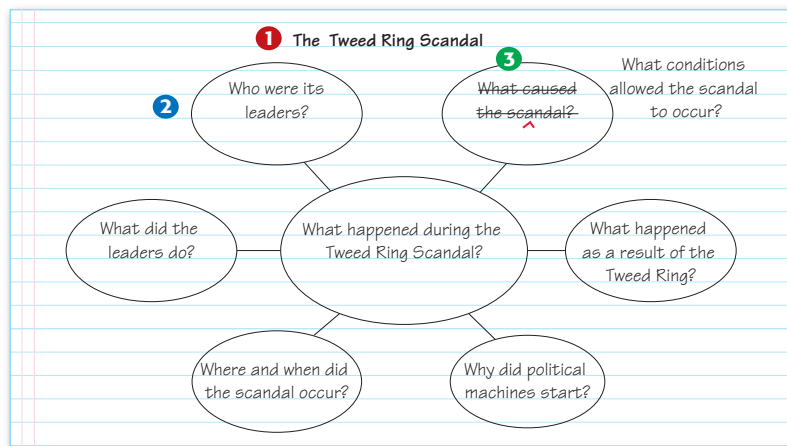 1 The Tweed Ring Scandal
3
What conditions
allowed the scandal
to occur?
2
Who were its
leaders?
What caused
the scandal?
What did the
leaders do?
What happened during the
Tweed Ring Scandal?
What happened
as a result of the
Tweed Ring?
Where and when did
the scandal occur?
Why did political
machines start?